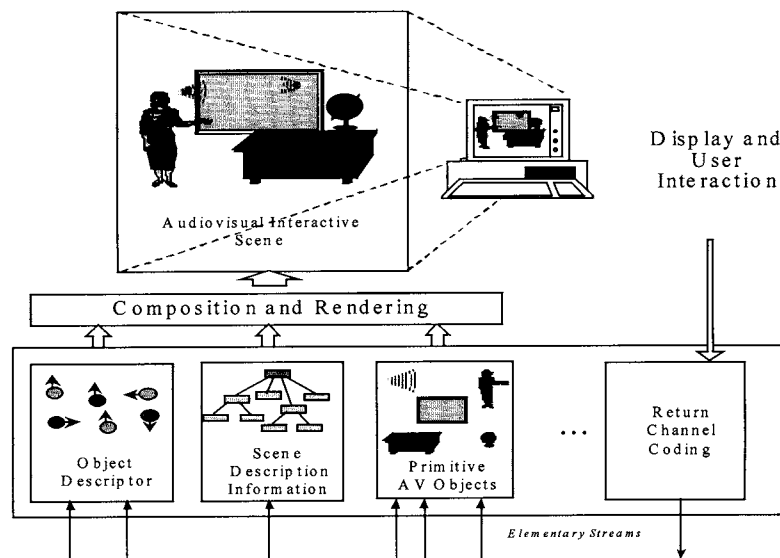 Display and
User
Interaction
Audiovisual Interactive
Scene
Composition and Rendering
Object
Descriptor
Scene
Description
Information
Primitive
AV Objects
...
Return
Channel
Coding
Elementary Streams